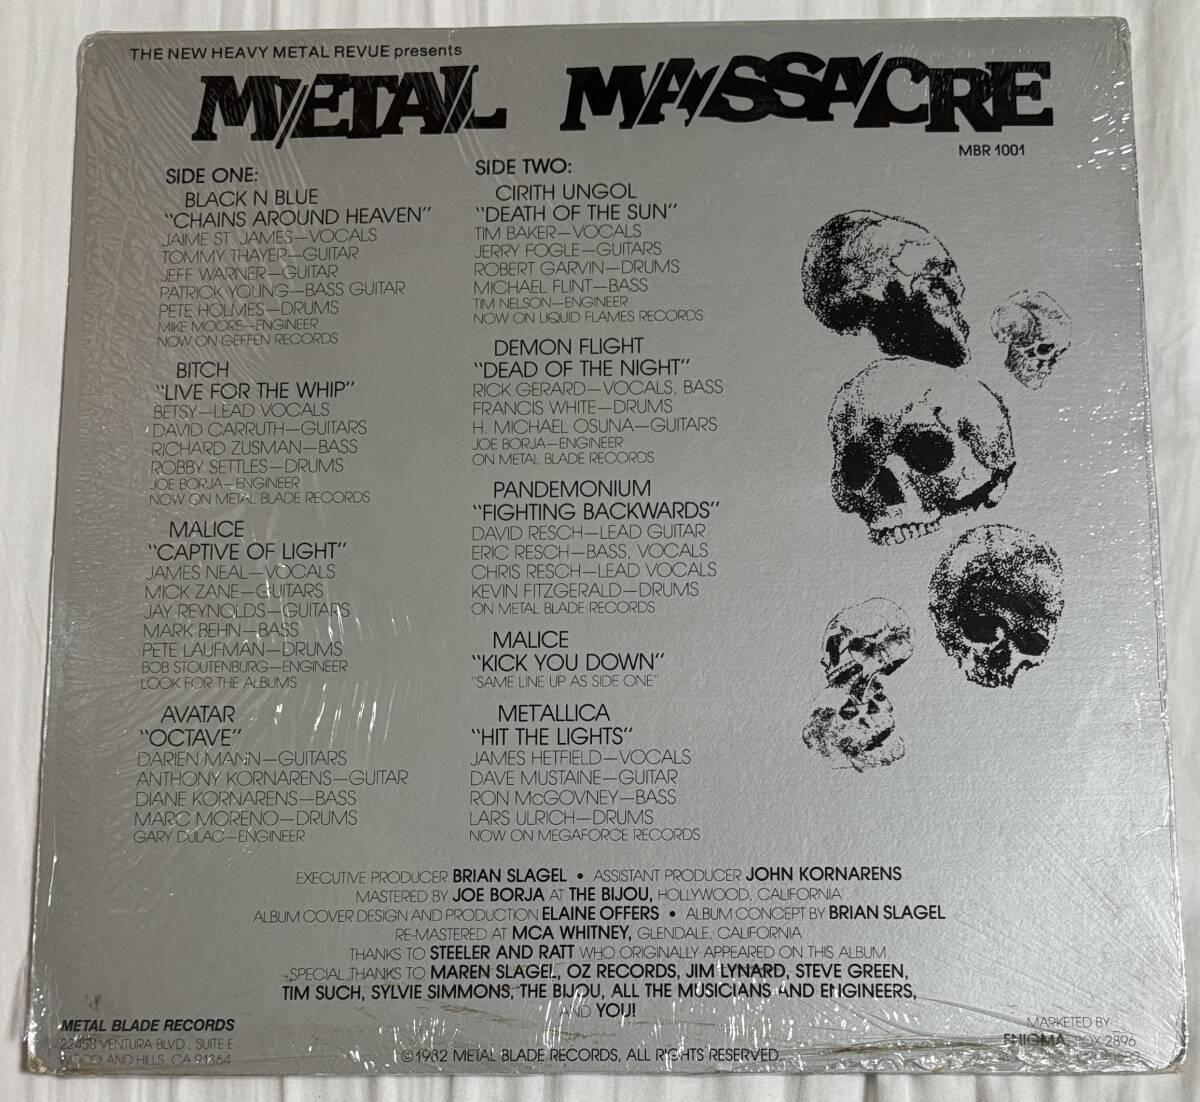 THE NEW HEAVY METAL REVUE presents
METAL MASSACRE
MBR 1001
SIDE ONE:
BLACK N BLUE
"CHAINS AROUND HEAVEN"
JAIME ST. JAMES—VOCALS
TOMMY THAYER—GUITAR
JEFF WARNER—GUITAR
PATRICK YOUNG—BASS GUITAR
PETE HOLMES—DRUMS
MIKE MOORE—ENGINEER
NOW ON GEFFEN RECORDS
BITCH
"LIVE FOR THE WHIP"
BETSY—LEAD VOCALS
DAVID CARRUTH—GUITARS
RICHARD ZUSMAN—BASS
ROBBY SETTLES—DRUMS
JOE BORJA—ENGINEER
NOW ON METAL BLADE RECORDS
MALICE
"CAPTIVE OF LIGHT"
JAMES NEAL—VOCALS
MICK ZANE—GUITARS
JAY REYNOLDS—GUITARS
MARK BEHN—BASS
PETE LAUFMAN—DRUMS
BOB STOUTENBURG—ENGINEER
LOOK FOR THE ALBUMS
AVATAR
"OCTAVE"
DARIEN MANN—GUITARS
ANTHONY KORNARENS—GUITAR
DIANE KORNARENS—BASS
MARC MORENO—DRUMS
GARY DULAC—ENGINEER
SIDE TWO:
CIRITH UNGOL
"DEATH OF THE SUN"
TIM BAKER—VOCALS
JERRY FOGLE—GUITARS
ROBERT GARVIN—DRUMS
MICHAEL FLINT—BASS
TIM NELSON—ENGINEER
NOW ON LIQUID FLAMES RECORDS
DEMON FLIGHT
"DEAD OF THE NIGHT"
RICK GERARD—VOCALS, BASS
FRANCIS WHITE—DRUMS
H. MICHAEL OSUNA—GUITARS
JOE BORJA—ENGINEER
ON METAL BLADE RECORDS
PANDEMONIUM
"FIGHTING BACKWARDS"
DAVID RESCH—LEAD GUITAR
ERIC RESCH—BASS, VOCALS
CHRIS RESCH—LEAD VOCALS
KEVIN FITZGERALD—DRUMS
ON METAL BLADE RECORDS
MALICE
"KICK YOU DOWN"
"SAME LINE UP AS SIDE ONE"
METALLICA
"HIT THE LIGHTS"
JAMES HETFIELD—VOCALS
DAVE MUSTAINE—GUITAR
RON McGOVNEY—BASS
LARS ULRICH—DRUMS
NOW ON MEGAFORCE RECORDS
EXECUTIVE PRODUCER BRIAN SLAGEL • ASSISTANT PRODUCER JOHN KORNARENS
MASTERED BY JOE BORJA AT THE BIJOU, HOLLYWOOD, CALIFORNIA
ALBUM COVER DESIGN AND PRODUCTION ELAINE OFFERS • ALBUM CONCEPT BY BRIAN SLAGEL
RE-MASTERED AT MCA WHITNEY, GLENDALE, CALIFORNIA
THANKS TO STEELER AND RATT WHO ORIGINALLY APPEARED ON THIS ALBUM
SPECIAL THANKS TO MAREN SLAGEL, OZ RECORDS, JIM LYNARD, STEVE GREEN,
TIM SUCH, SYLVIE SIMMONS, THE BIJOU, ALL THE MUSICIANS AND ENGINEERS,
AND YOU!
METAL BLADE RECORDS
22458 VENTURA BLVD., SUITE E
WOODLAND HILLS, CA 91364
©1982 METAL BLADE RECORDS, ALL RIGHTS RESERVED.
MARKETED BY
ENIGMA, BOX 2896